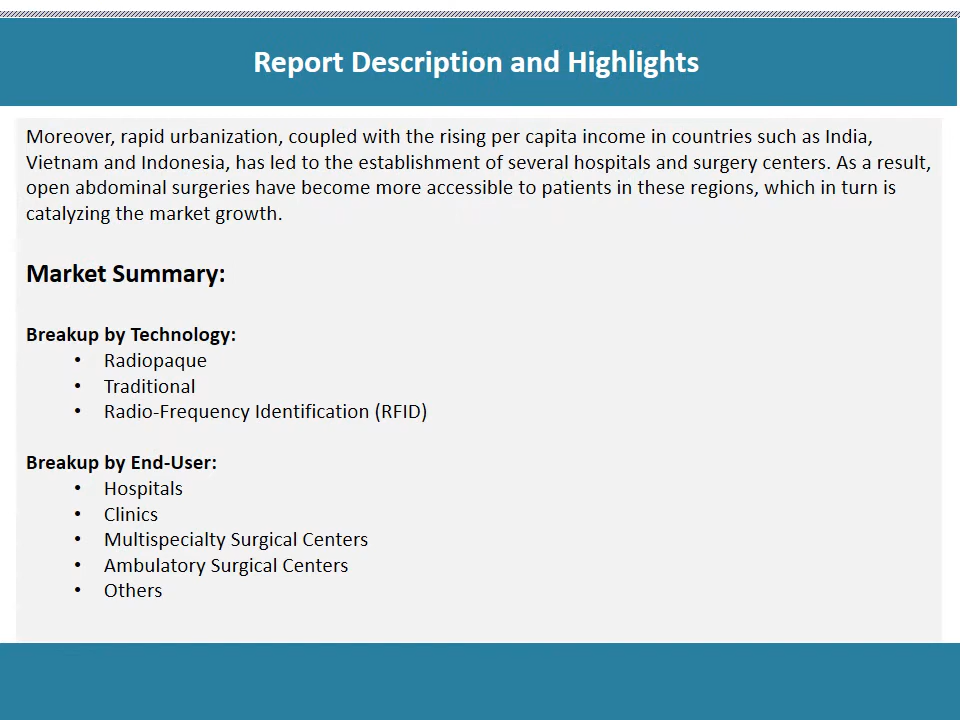 Report Description and Highlights
Moreover, rapid urbanization, coupled with the rising per capita income in countries such as India,
Vietnam and Indonesia, has led to the establishment of several hospitals and surgery centers. As a result,
open abdominal surgeries have become more accessible to patients in these regions, which in turn is
catalyzing the market growth.
Market Summary:
Breakup by Technology:
• Radiopaque
• Traditional
• Radio-Frequency Identification (RFID)
Breakup by End-User:
• Hospitals
• Clinics
• Multispecialty Surgical Centers
• Ambulatory Surgical Centers
• Others